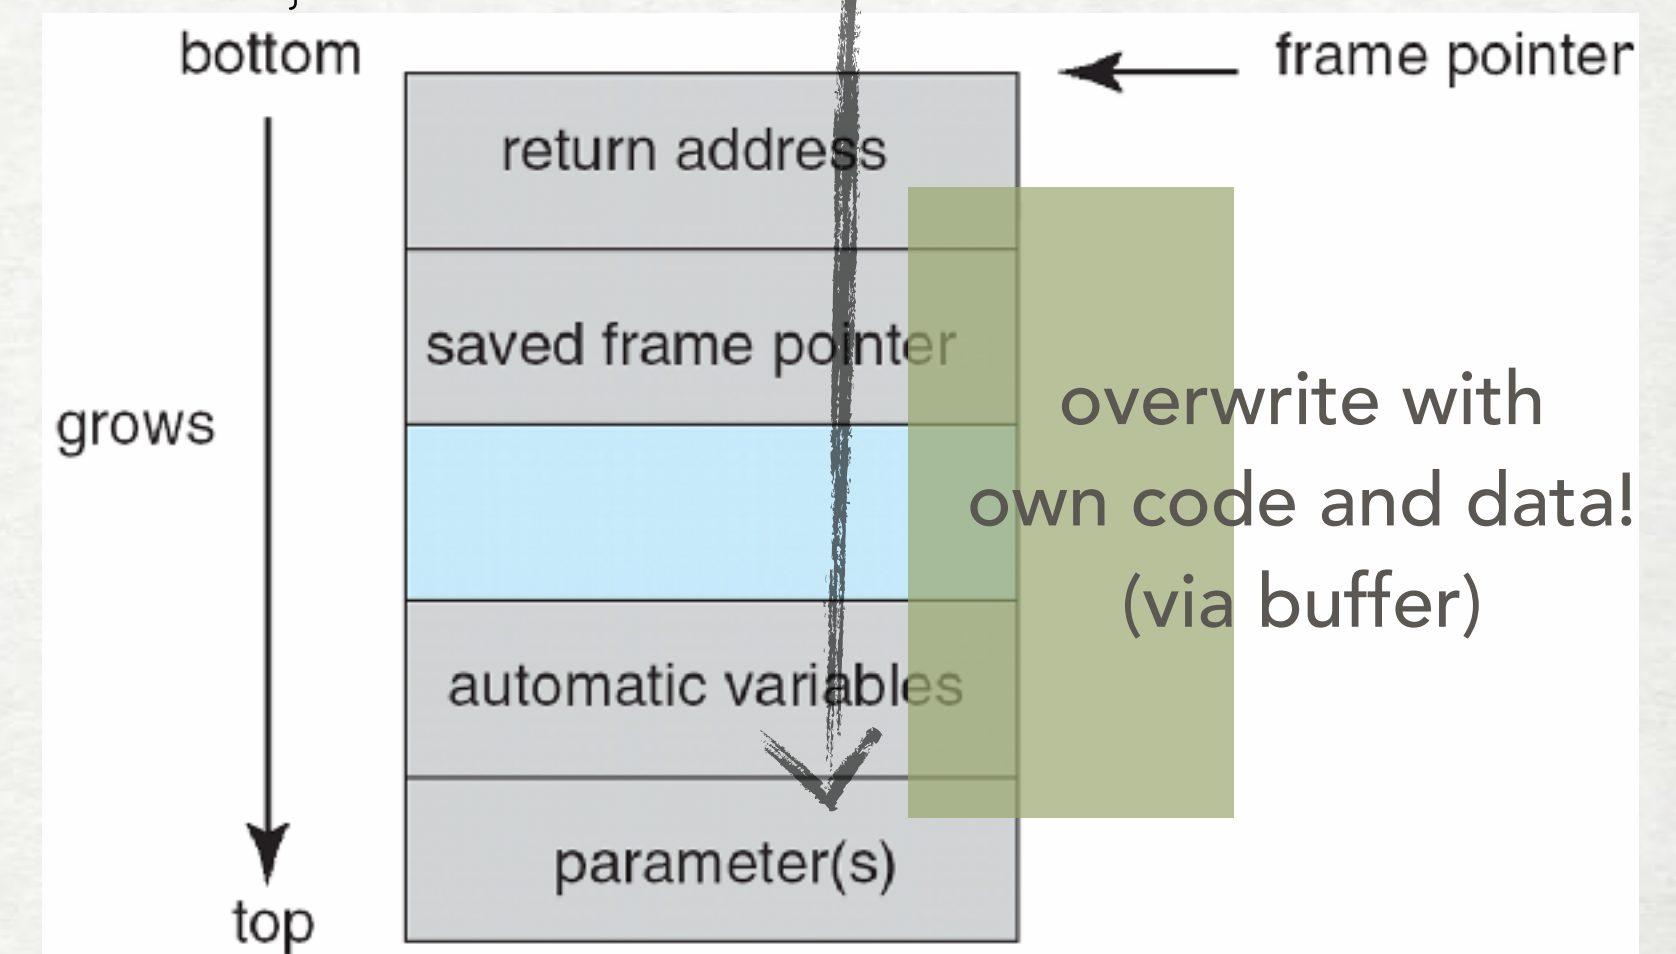 bottom
frame pointer
return address
saved frame pointer
grows
overwrite with
own code and data!
(via buffer)
automatic variables
parameter(s)
top